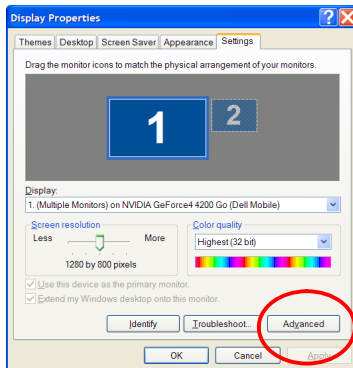 Display Properties
Themes Desktop Screen Saver Appearance Settings
Drag the monitor icons to match the physical arrangement of your monitors.
1 2
Display:
1. (Multiple Monitors) on NVIDIA GeForce4 4200 Go (Dell Mobile)
Screen resolution Color quality
Less More Highest (32 bit)
1280 by 800 pixels
Use this device as the primary monitor.
Extend my Windows desktop onto this monitor.
Identify Troubleshoot... Advanced
OK Cancel Apply